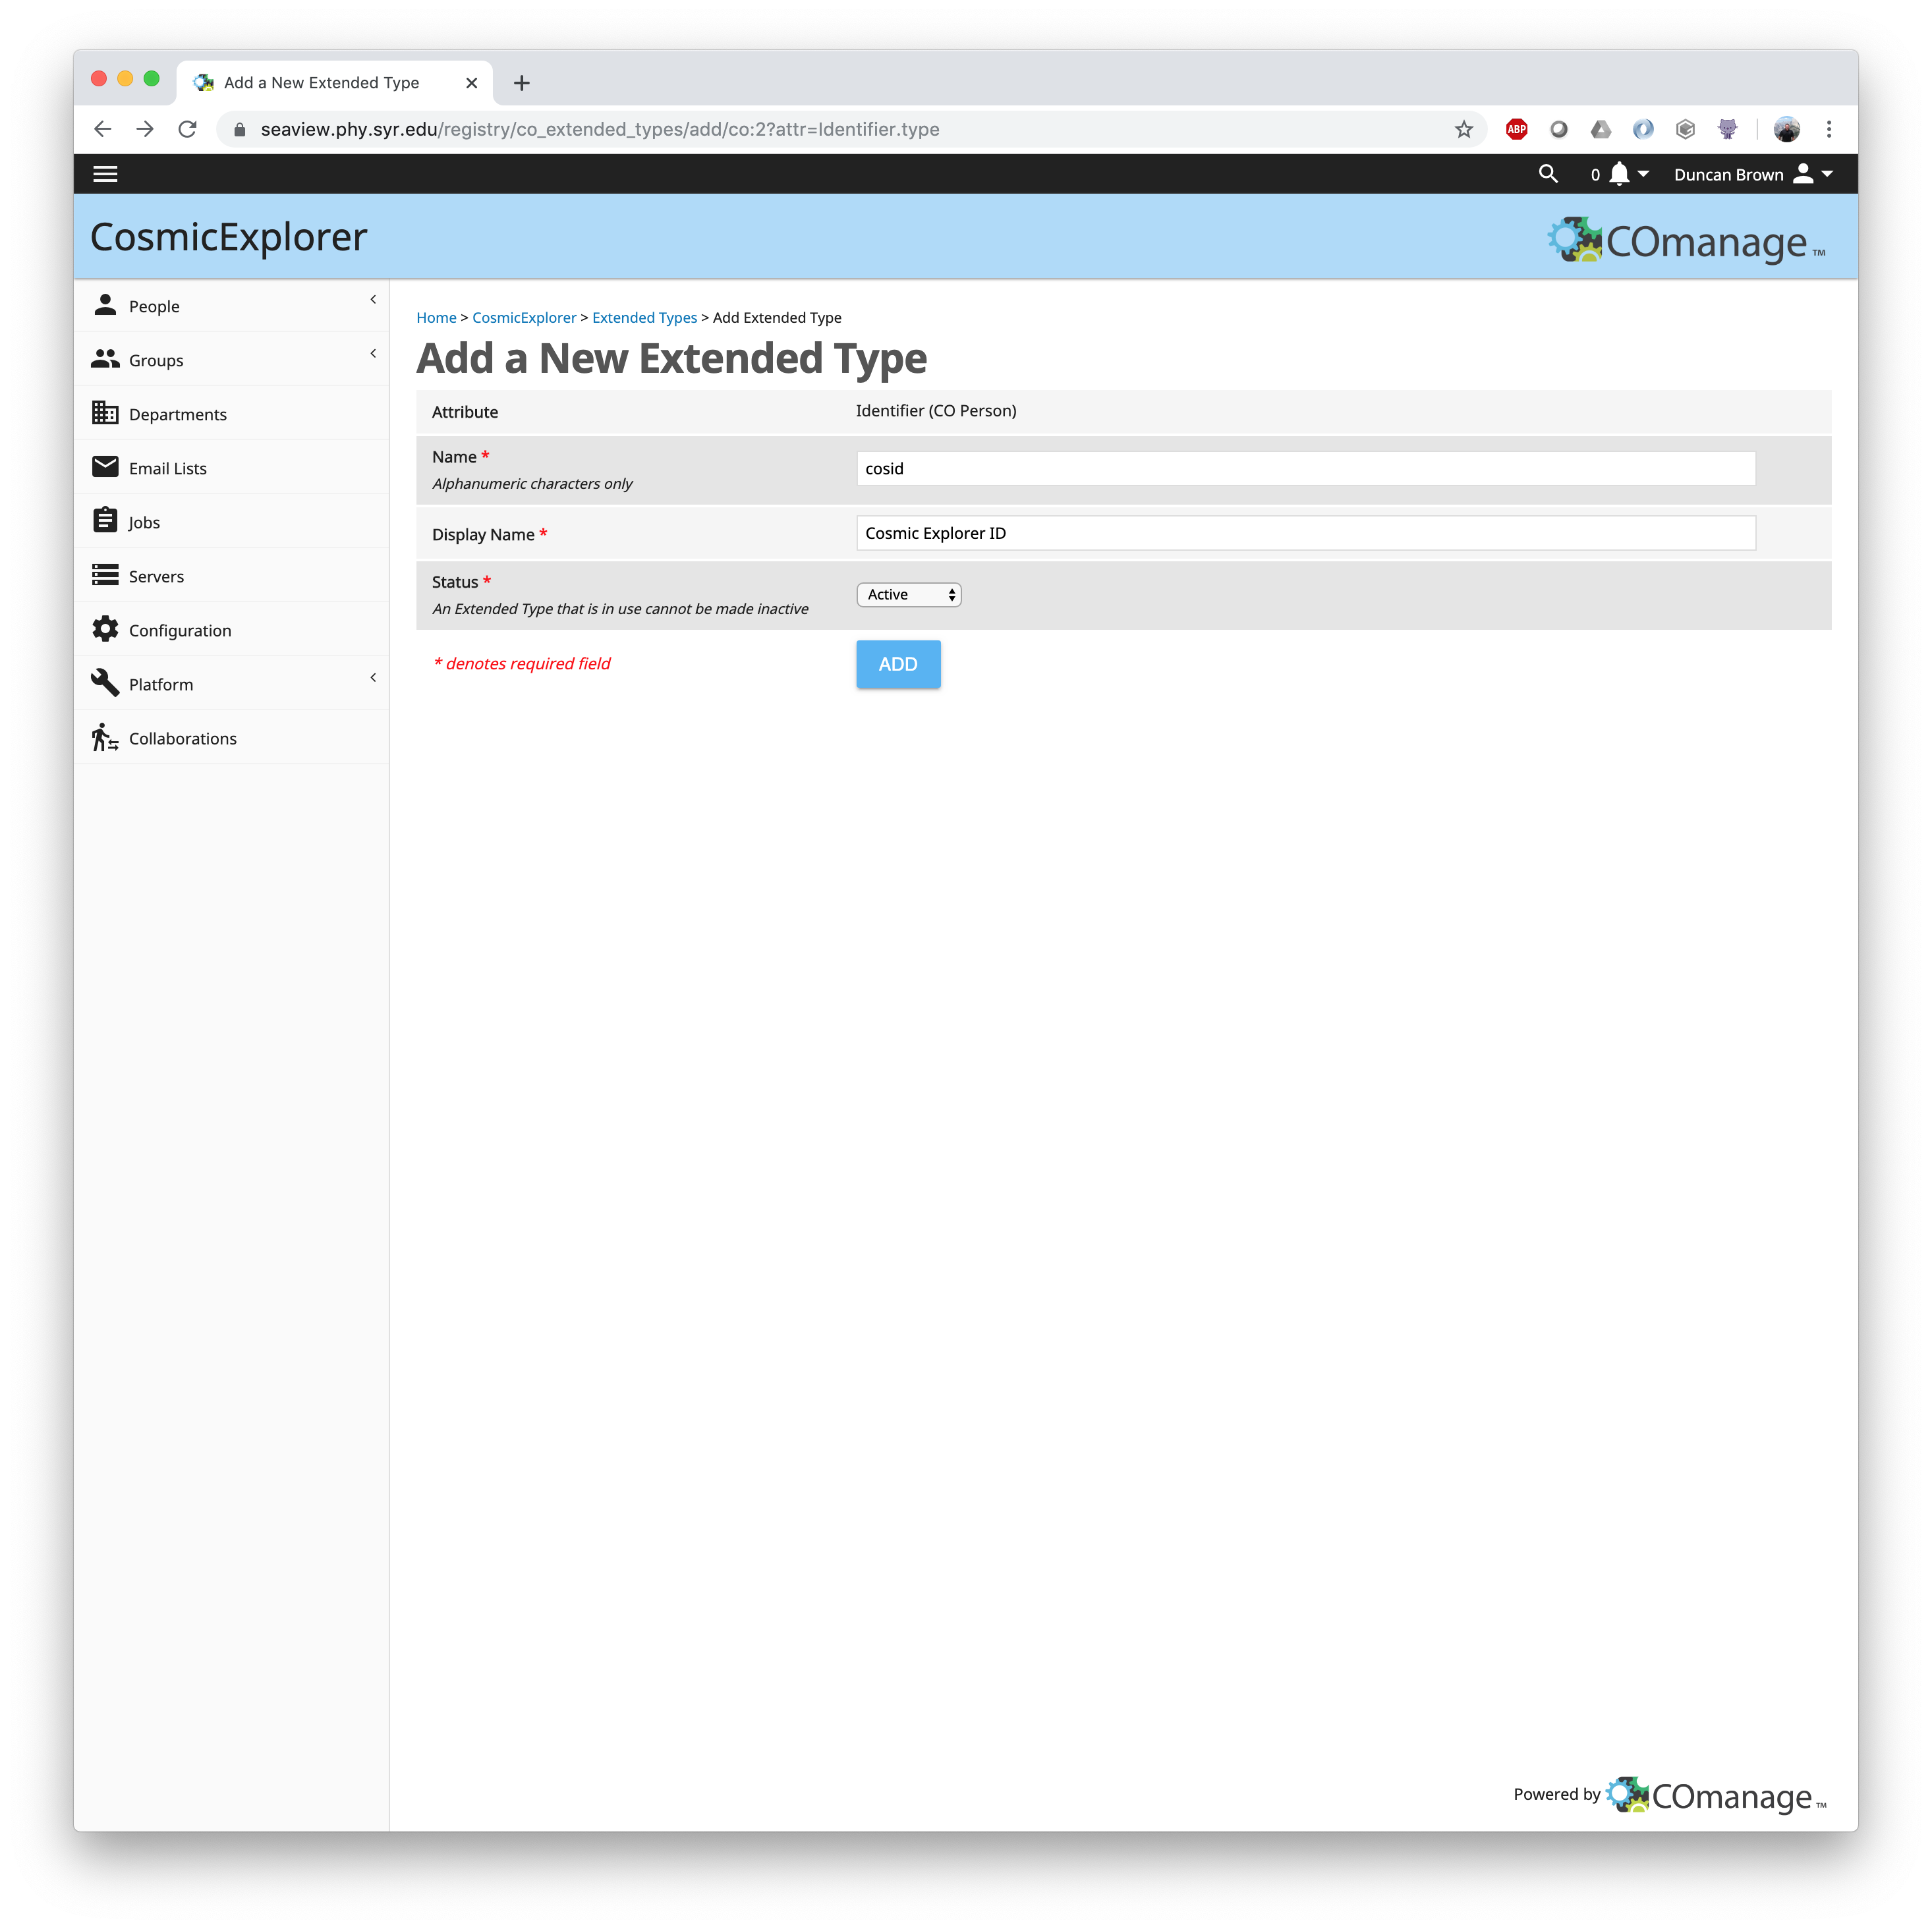 Add a New Extended Type
seaview.phy.syr.edu/registry/co_extended_types/add/co:2?attr=Identifier.type
ABP
0
Duncan Brown
CosmicExplorer
COmanage ™
People
Groups
Departments
Email Lists
Jobs
Servers
Configuration
Platform
Collaborations
Home > CosmicExplorer > Extended Types > Add Extended Type
Add a New Extended Type
Attribute Identifier (CO Person)
Name * cosid
Alphanumeric characters only
Display Name * Cosmic Explorer ID
Status * Active
An Extended Type that is in use cannot be made inactive
* denotes required field ADD
Powered by COmanage ™